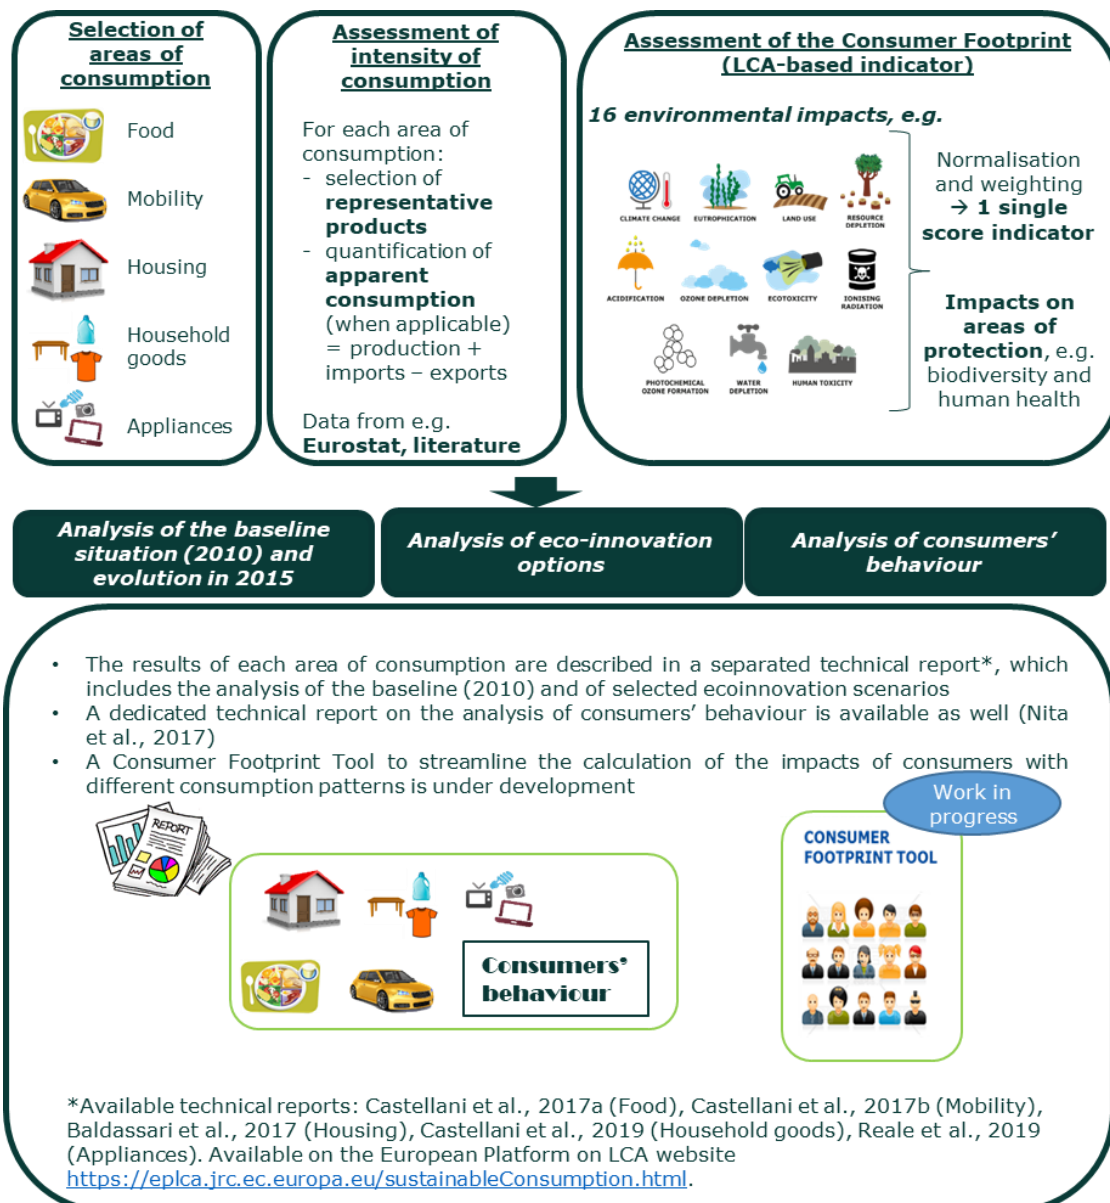 Selection of
areas of
consumption
Food
Mobility
Housing
Household
goods
Appliances
Assessment of
intensity of
consumption
For each area of
consumption:
- selection of
representative
products
- quantification of
apparent
consumption
(when applicable)
= production +
imports – exports
Data from e.g.
Eurostat, literature
Assessment of the Consumer Footprint
(LCA-based indicator)
16 environmental impacts, e.g.
CLIMATE CHANGE
EUTROPHICATION
LAND USE
RESOURCE
DEPLETION
ACIDIFICATION
OZONE DEPLETION
ECOTOXICITY
IONISING
RADIATION
PHOTOCHEMICAL
OZONE FORMATION
WATER
DEPLETION
HUMAN TOXICITY
Normalisation
and weighting
→ 1 single
score indicator
Impacts on
areas of
protection, e.g.
biodiversity and
human health
Analysis of the baseline
situation (2010) and
evolution in 2015
Analysis of eco-innovation
options
Analysis of consumers’
behaviour
• The results of each area of consumption are described in a separated technical report*, which
includes the analysis of the baseline (2010) and of selected ecoinnovation scenarios
• A dedicated technical report on the analysis of consumers’ behaviour is available as well (Nita
et al., 2017)
• A Consumer Footprint Tool to streamline the calculation of the impacts of consumers with
different consumption patterns is under development
Work in
progress
REPORT
CONSUMER
FOOTPRINT TOOL
Consumers’
behaviour
*Available technical reports: Castellani et al., 2017a (Food), Castellani et al., 2017b (Mobility),
Baldassari et al., 2017 (Housing), Castellani et al., 2019 (Household goods), Reale et al., 2019
(Appliances). Available on the European Platform on LCA website
https://eplca.jrc.ec.europa.eu/sustainableConsumption.html.